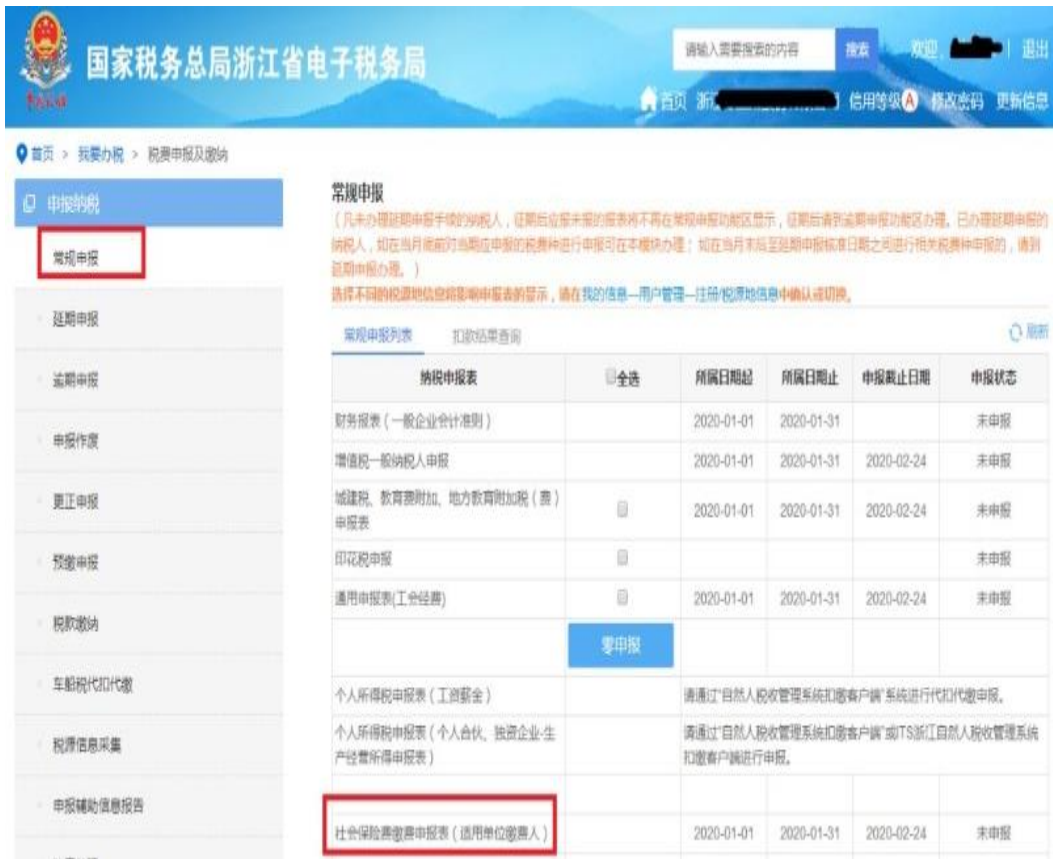 国家税务总局浙江省电子税务局
请输入需要搜索的内容 搜索 欢迎, | 退出
首页 浙 信用等级 A 修改密码 更新信息
首页 > 我要办税 > 税费申报及缴纳
申报纳税
常规申报
延期申报
逾期申报
申报作废
更正申报
预缴申报
税款缴纳
车船税代扣代缴
税源信息采集
申报辅助信息报告
常规申报
(凡未办理延期申报手续的纳税人,征期后应报未报的报表将不再在常规申报功能区显示,征期后请到逾期申报功能区办理。已办理延期申报的
纳税人,如在当月底前对当期应申报的税费种进行申报可在本模块办理;如在当月末后至延期申报核准日期之间进行相关税费种申报的,请到
延期申报办理。)
选择不同的税源地信息将影响申报表的显示,请在我的信息—用户管理—注册/税源地信息中确认或切换。
常规申报列表 扣款结果查询 刷新
纳税申报表 全选 所属日期起 所属日期止 申报截止日期 申报状态
财务报表(一般企业会计准则) 2020-01-01 2020-01-31 未申报
增值税一般纳税人申报 2020-01-01 2020-01-31 2020-02-24 未申报
城建税、教育费附加、地方教育附加税(费)
申报表 2020-01-01 2020-01-31 2020-02-24 未申报
印花税申报 未申报
通用申报表(工会经费) 2020-01-01 2020-01-31 2020-02-24 未申报
零申报
个人所得税申报表(工资薪金) 请通过“自然人税收管理系统扣缴客户端”系统进行代扣代缴申报。
个人所得税申报表(个人合伙、独资企业-生 请通过“自然人税收管理系统扣缴客户端”或ITS浙江自然人税收管理系统
产经营所得申报表) 扣缴客户端进行申报。
社会保险费缴费申报表(适用单位缴费人) 2020-01-01 2020-01-31 2020-02-24 未申报